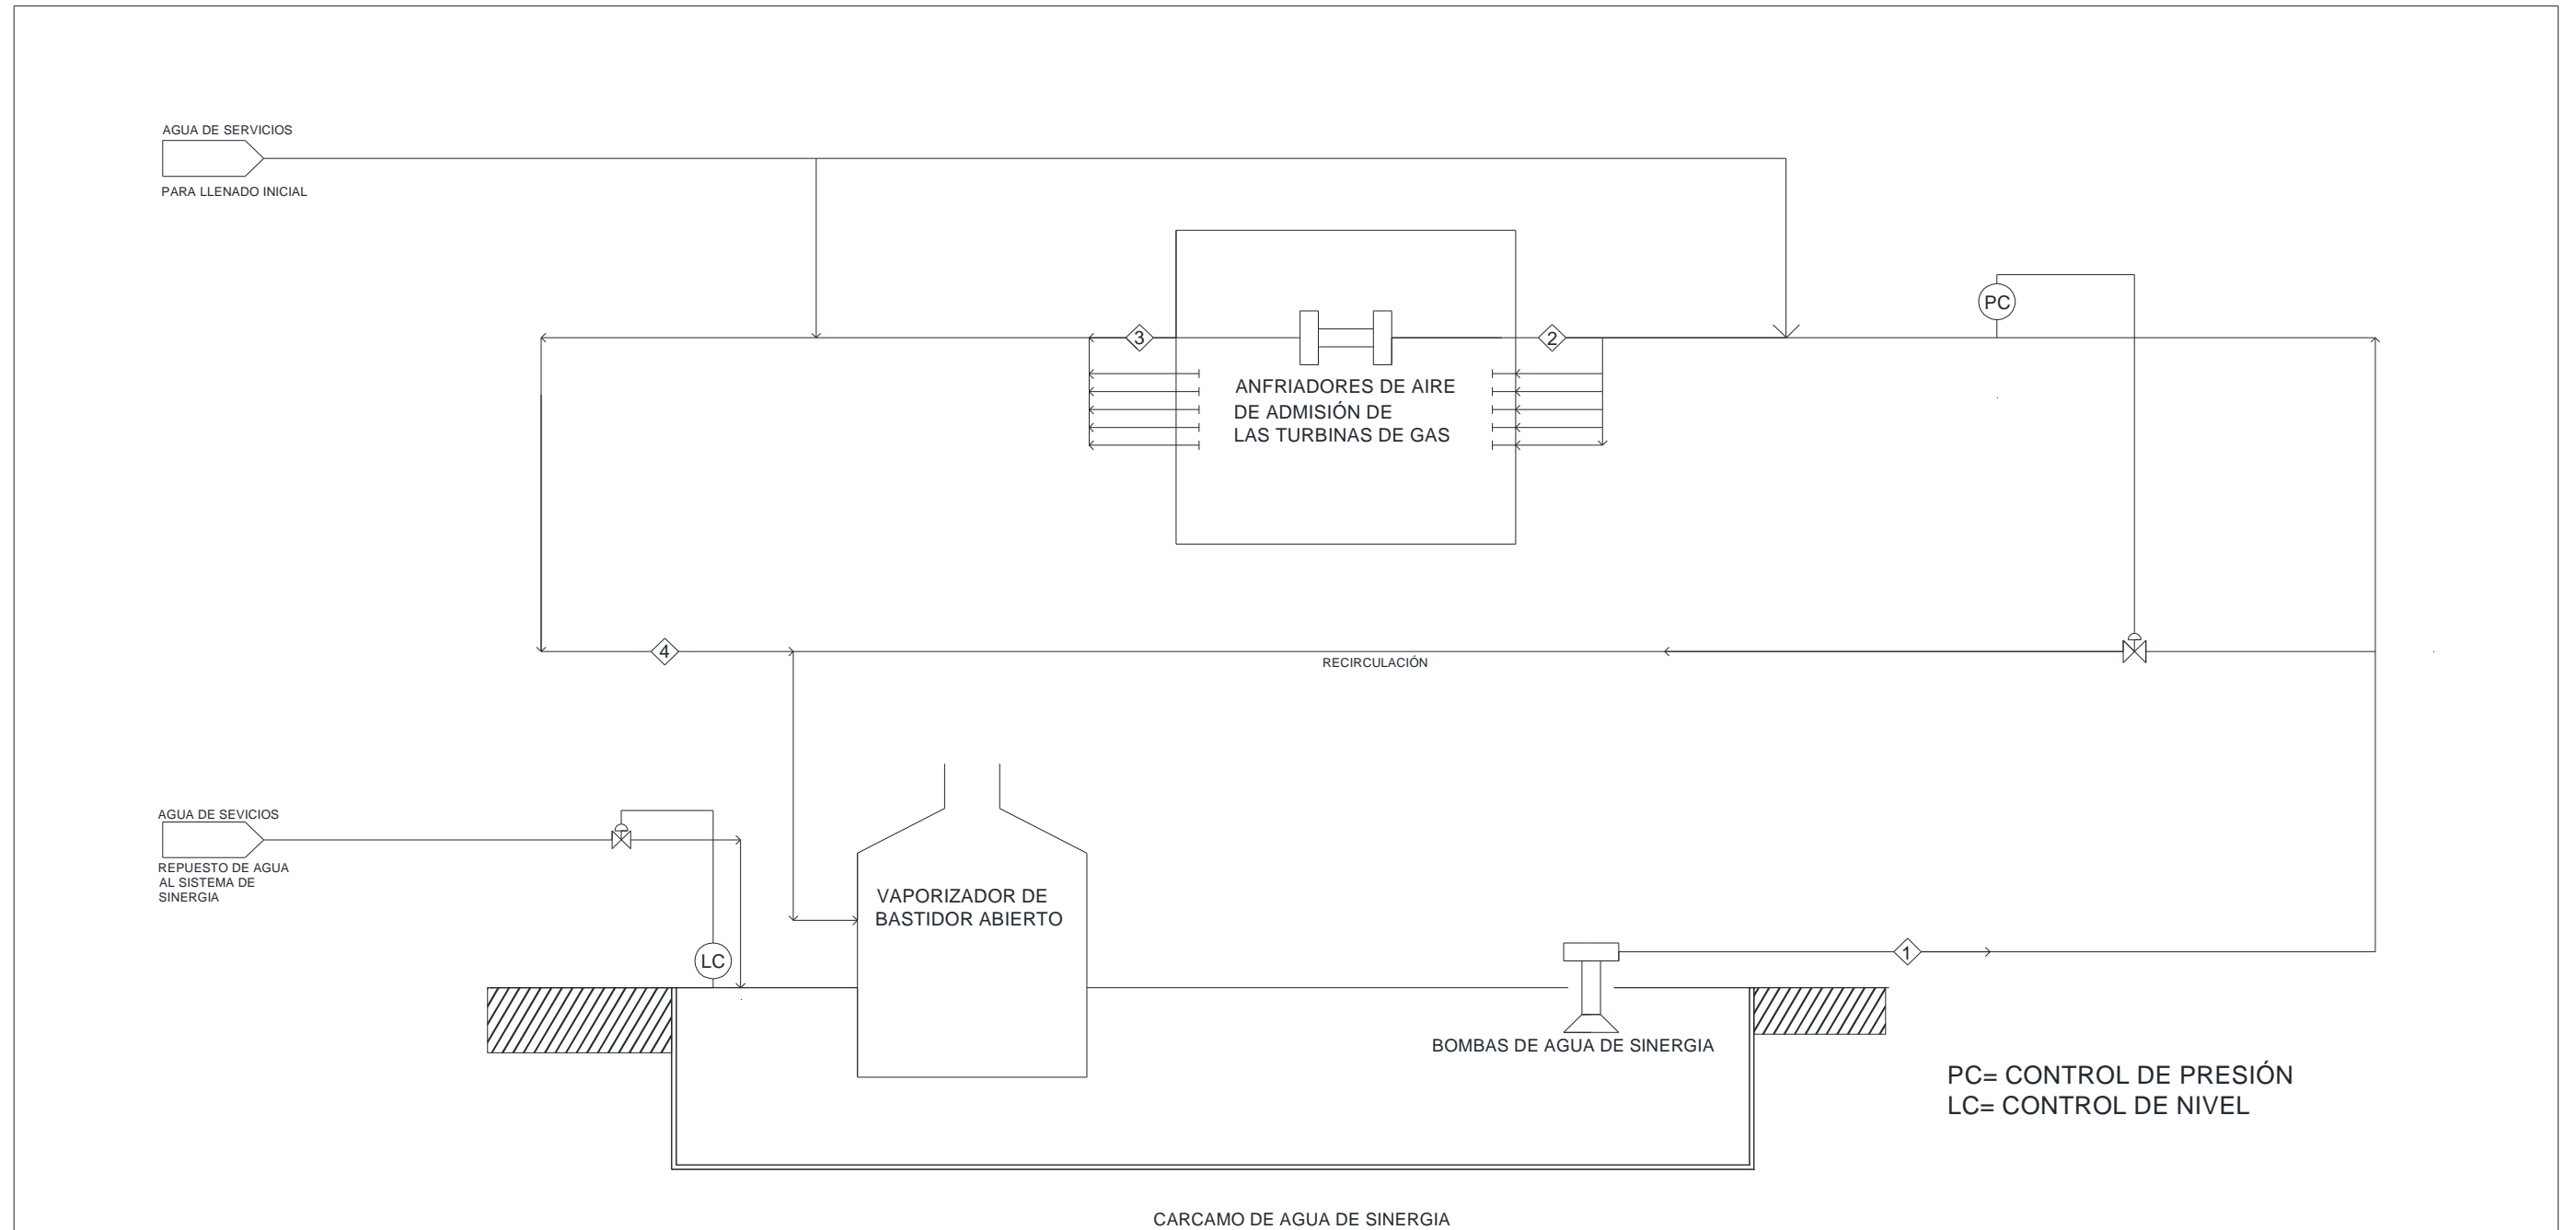 AGUA DE SERVICIOS
PARA LLENADO INICIAL
PC
3
2
ANFRIADORES DE AIRE
DE ADMISIÓN DE
LAS TURBINAS DE GAS
4
RECIRCULACIÓN
AGUA DE SEVICIOS
REPUESTO DE AGUA
AL SISTEMA DE
SINERGIA
VAPORIZADOR DE
BASTIDOR ABIERTO
LC
1
BOMBAS DE AGUA DE SINERGIA
PC= CONTROL DE PRESIÓN
LC= CONTROL DE NIVEL
CARCAMO DE AGUA DE SINERGIA